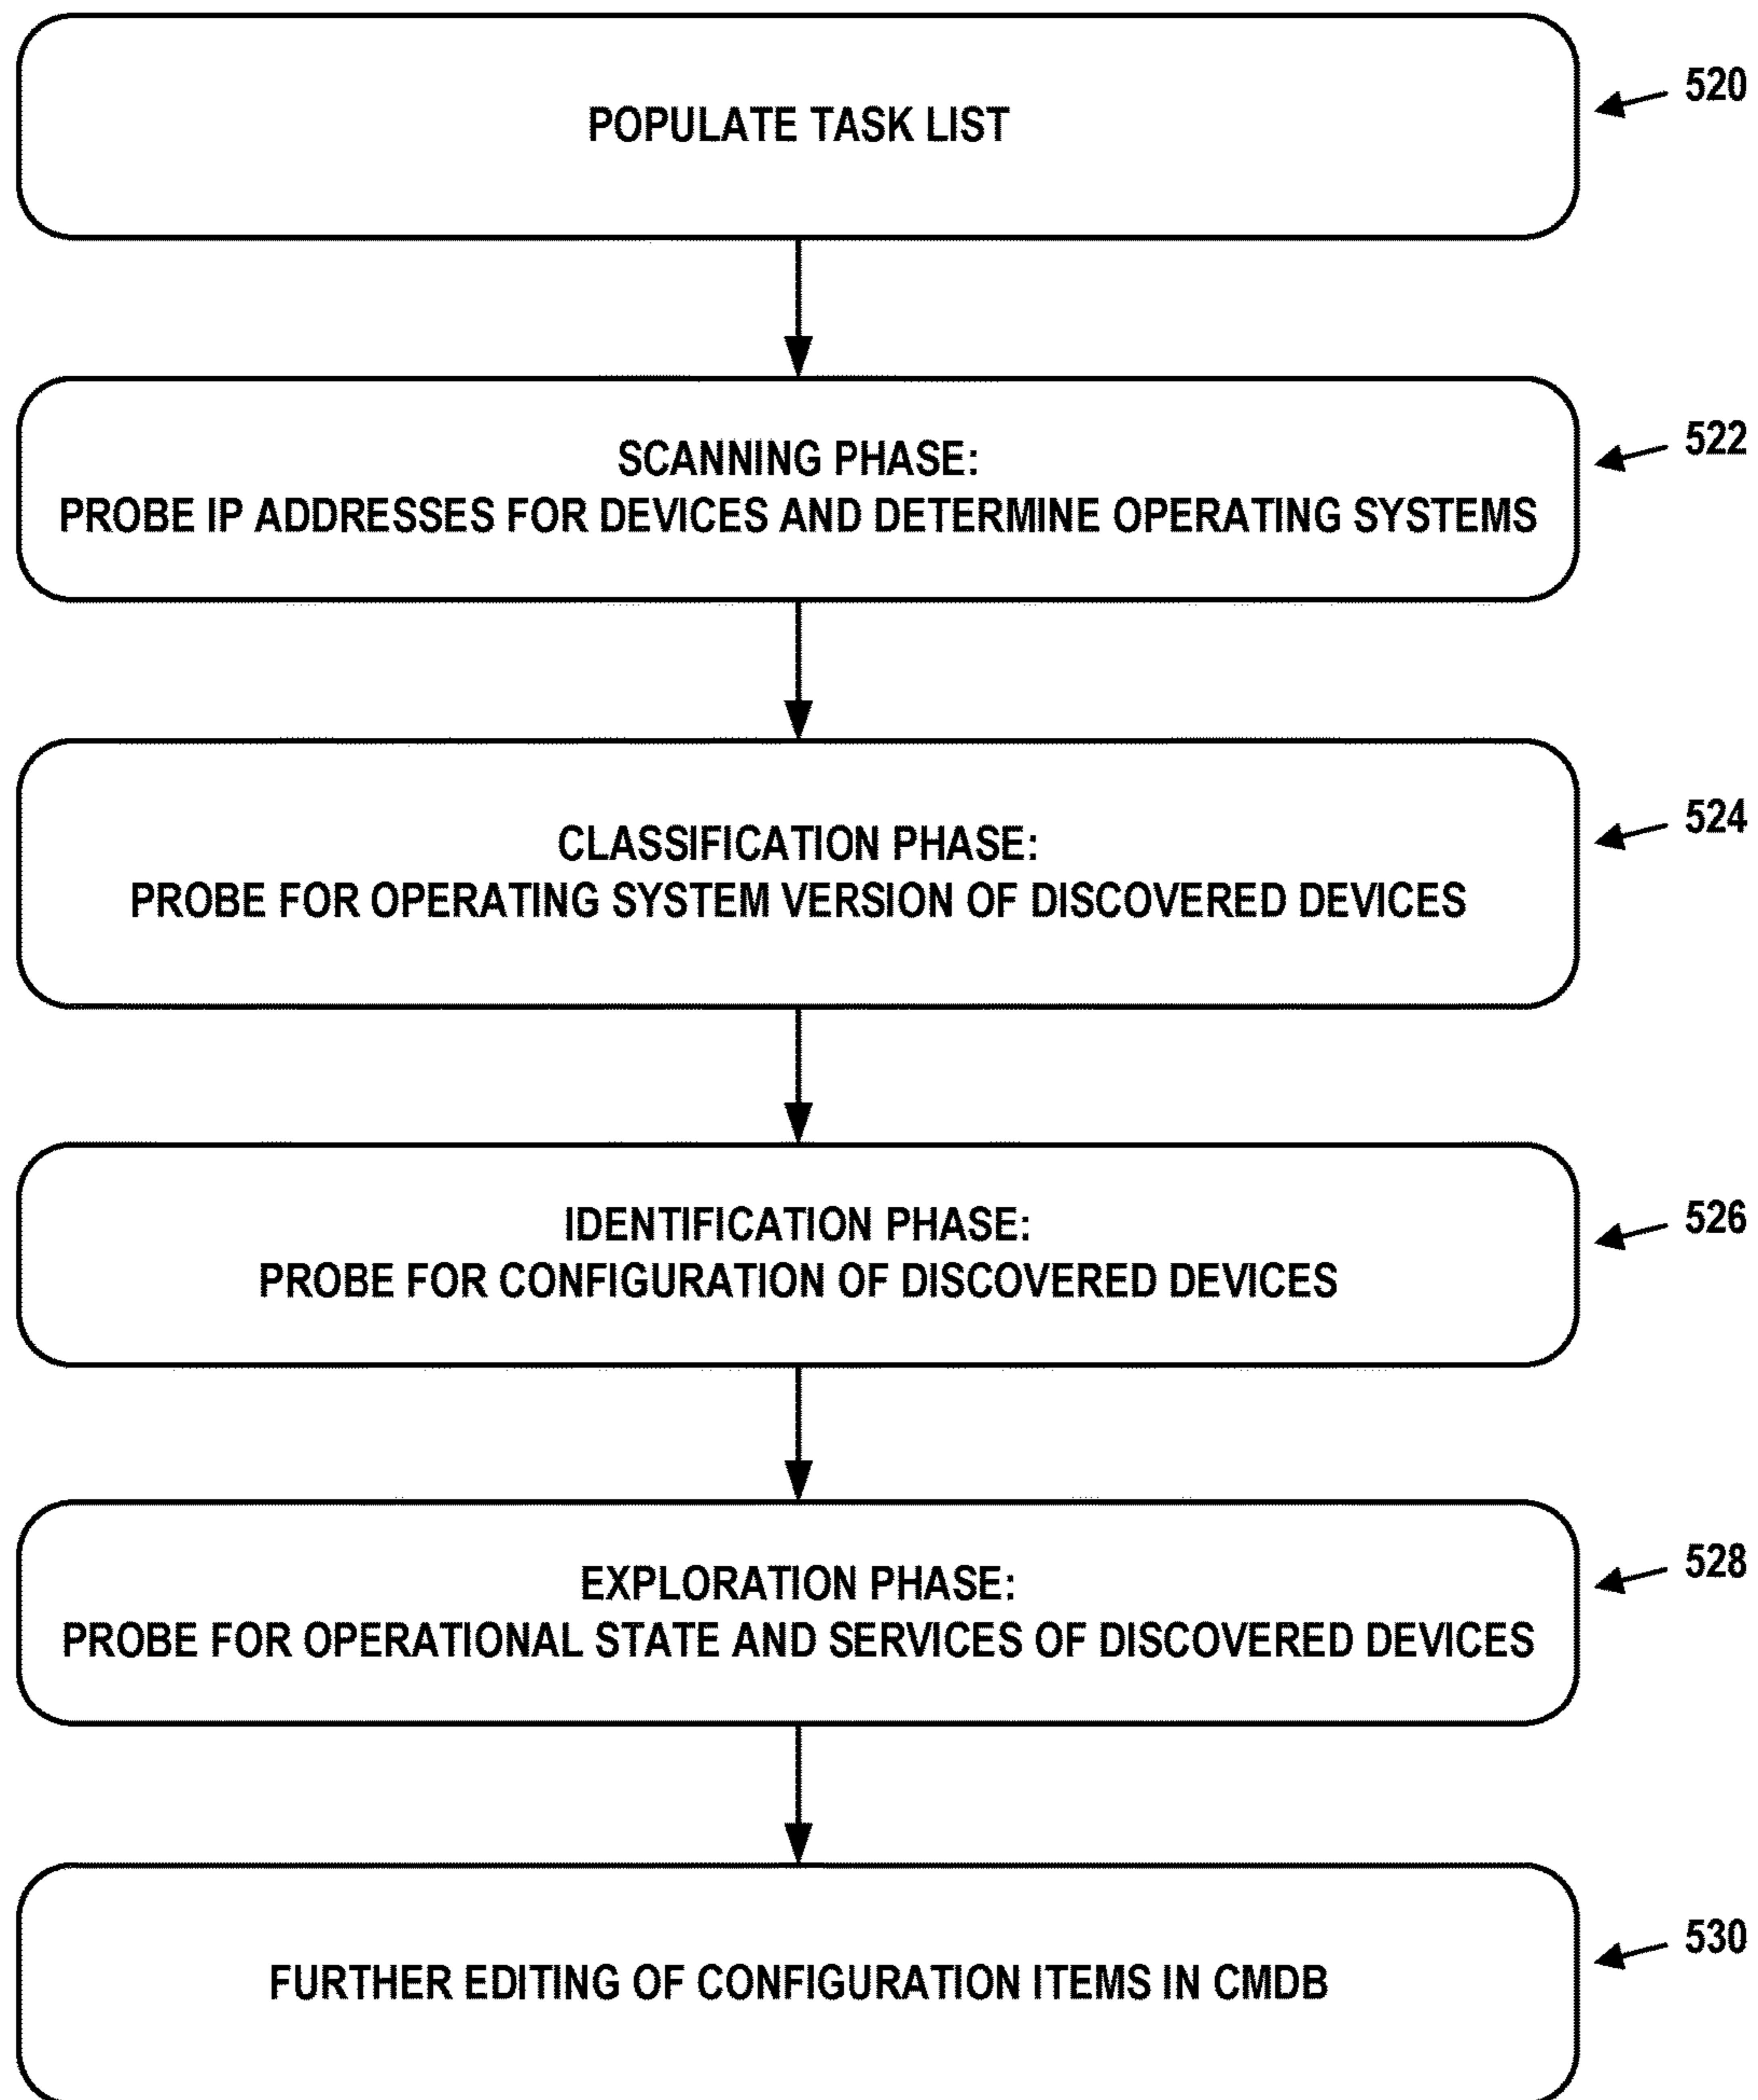 POPULATE TASK LIST
520
SCANNING PHASE:
PROBE IP ADDRESSES FOR DEVICES AND DETERMINE OPERATING SYSTEMS
522
CLASSIFICATION PHASE:
PROBE FOR OPERATING SYSTEM VERSION OF DISCOVERED DEVICES
524
IDENTIFICATION PHASE:
PROBE FOR CONFIGURATION OF DISCOVERED DEVICES
526
EXPLORATION PHASE:
PROBE FOR OPERATIONAL STATE AND SERVICES OF DISCOVERED DEVICES
528
FURTHER EDITING OF CONFIGURATION ITEMS IN CMDB
530